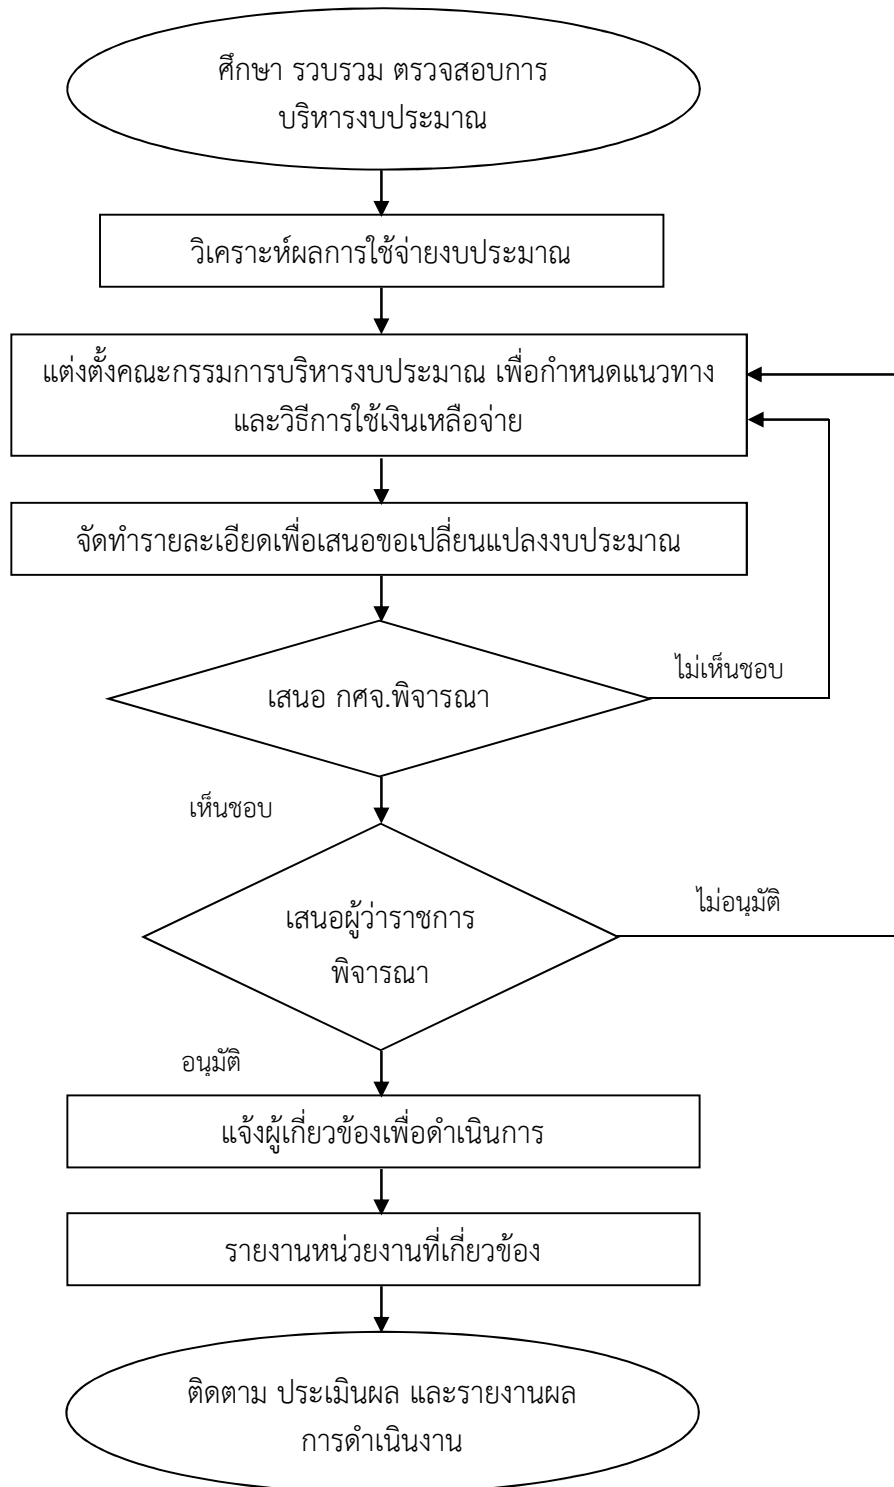 ศึกษา รวบรวม ตรวจสอบการ
บริหารงบประมาณ
วิเคราะห์ผลการใช้จ่ายงบประมาณ
แต่งตั้งคณะกรรมการบริหารงบประมาณ เพื่อกำหนดแนวทาง
และวิธีการใช้เงินเหลือจ่าย
จัดทำรายละเอียดเพื่อเสนอขอเปลี่ยนแปลงงบประมาณ
ไม่เห็นชอบ
เสนอ กศจ.พิจารณา
เห็นชอบ
ไม่อนุมัติ
เสนอผู้ว่าราชการ
พิจารณา
อนุมัติ
แจ้งผู้เกี่ยวข้องเพื่อดำเนินการ
รายงานหน่วยงานที่เกี่ยวข้อง
ติดตาม ประเมินผล และรายงานผล
การดำเนินงาน